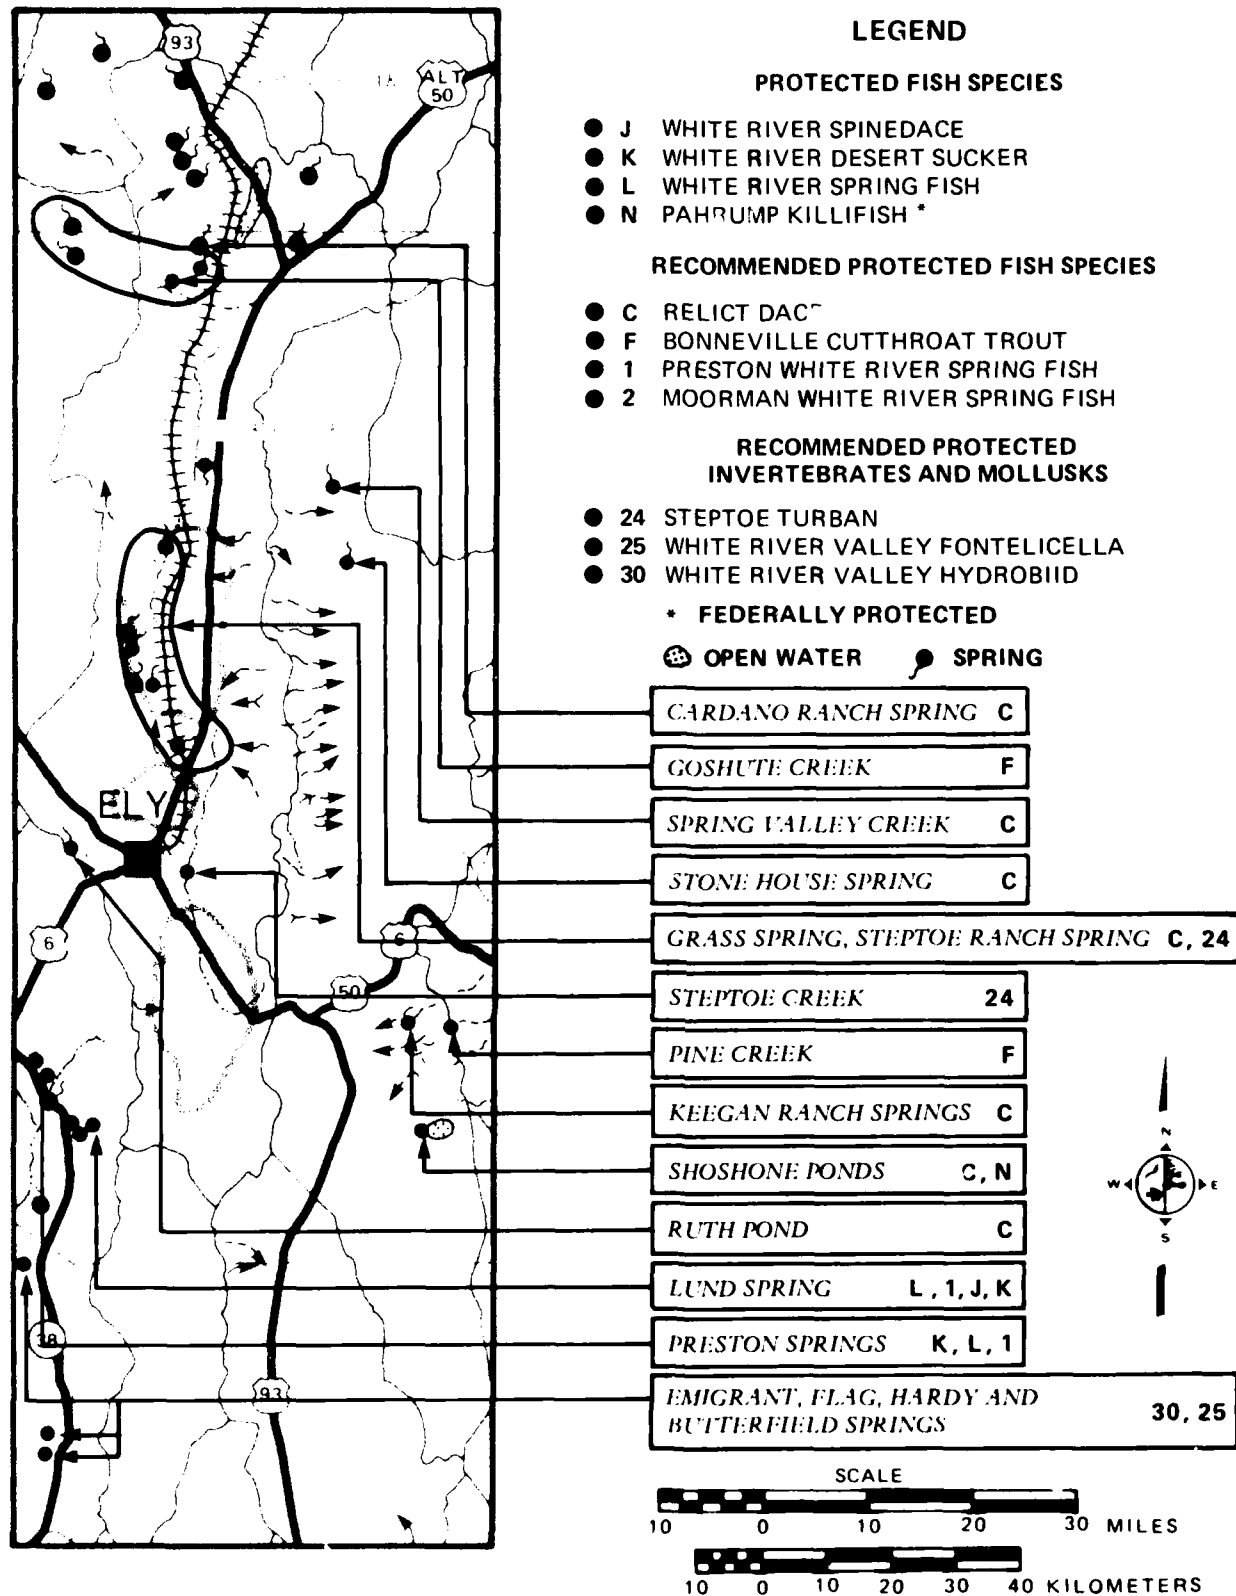 LEGEND
PROTECTED FISH SPECIES
J WHITE RIVER SPINEDACE
K WHITE RIVER DESERT SUCKER
L WHITE RIVER SPRING FISH
N PAHRUMP KILLIFISH *
RECOMMENDED PROTECTED FISH SPECIES
C RELICT DAC
F BONNEVILLE CUTTHROAT TROUT
1 PRESTON WHITE RIVER SPRING FISH
2 MOORMAN WHITE RIVER SPRING FISH
RECOMMENDED PROTECTED
INVERTEBRATES AND MOLLUSKS
24 STEPTOE TURBAN
25 WHITE RIVER VALLEY FONTELICELLA
30 WHITE RIVER VALLEY HYDROBIID
* FEDERALLY PROTECTED
OPEN WATER SPRING
CARDANO RANCH SPRING C
GOSHUTE CREEK F
SPRING VALLEY CREEK C
STONE HOUSE SPRING C
GRASS SPRING, STEPTOE RANCH SPRING C, 24
STEPTOE CREEK 24
PINE CREEK F
KEEGAN RANCH SPRINGS C
SHOSHONE PONDS C, N
RUTH POND C
LUND SPRING L, 1, J, K
PRESTON SPRINGS K, L, 1
EMIGRANT, FLAG, HARDY AND
BUTTERFIELD SPRINGS 30, 25
93
ALT
50
ELY
6
6
50
38
93
N
W E
S
SCALE
10 0 10 20 30 MILES
10 0 10 20 30 40 KILOMETERS